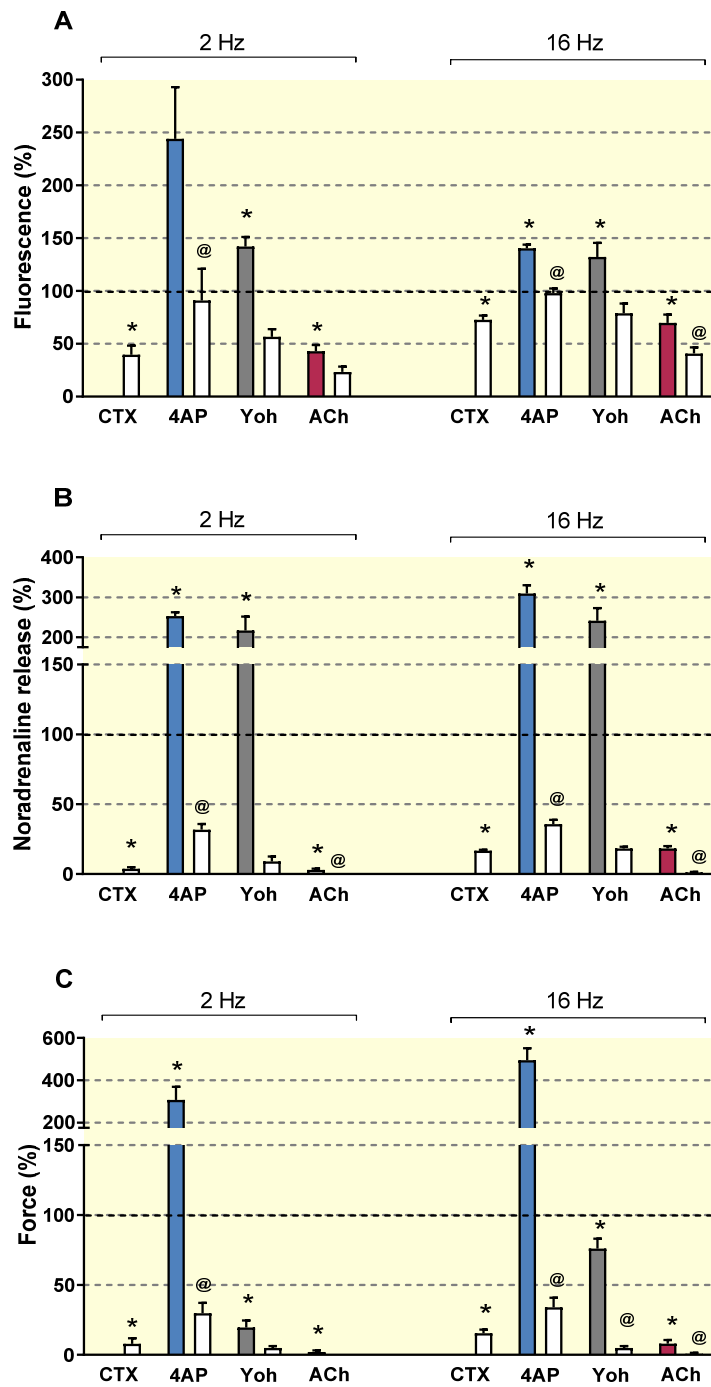 A
2 Hz 16 Hz
Fluorescence (%)
300
250
200
150
100
50
0
* @ * * * * @ * * @
CTX 4AP Yoh ACh CTX 4AP Yoh ACh
B
2 Hz 16 Hz
Noradrenaline release (%)
400
300
200
150
100
50
0
* * @ * * @ * * @ * * @
CTX 4AP Yoh ACh CTX 4AP Yoh ACh
C
2 Hz 16 Hz
Force (%)
600
400
200
150
100
50
0
* * @ * * * * @ * @ * @
CTX 4AP Yoh ACh CTX 4AP Yoh ACh